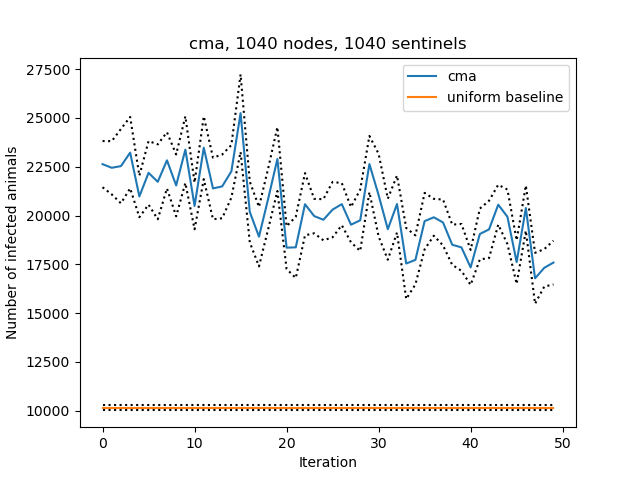 cma, 1040 nodes, 1040 sentinels
cma
uniform baseline
Number of infected animals
27500
25000
22500
20000
17500
15000
12500
10000
0 10 20 30 40 50
Iteration